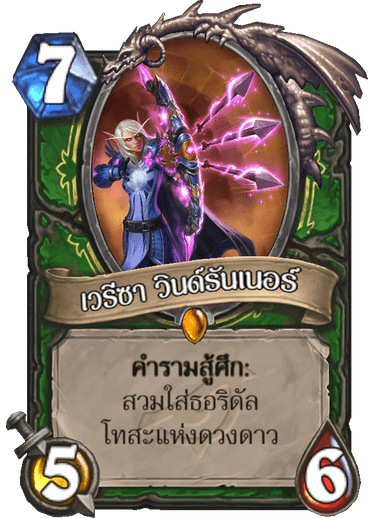 7
เวรีซา วินด์รันเนอร์
คำรามสู้ศึก:
สวมใส่ธอริดัล
โทสะแห่งดวงดาว
5
6